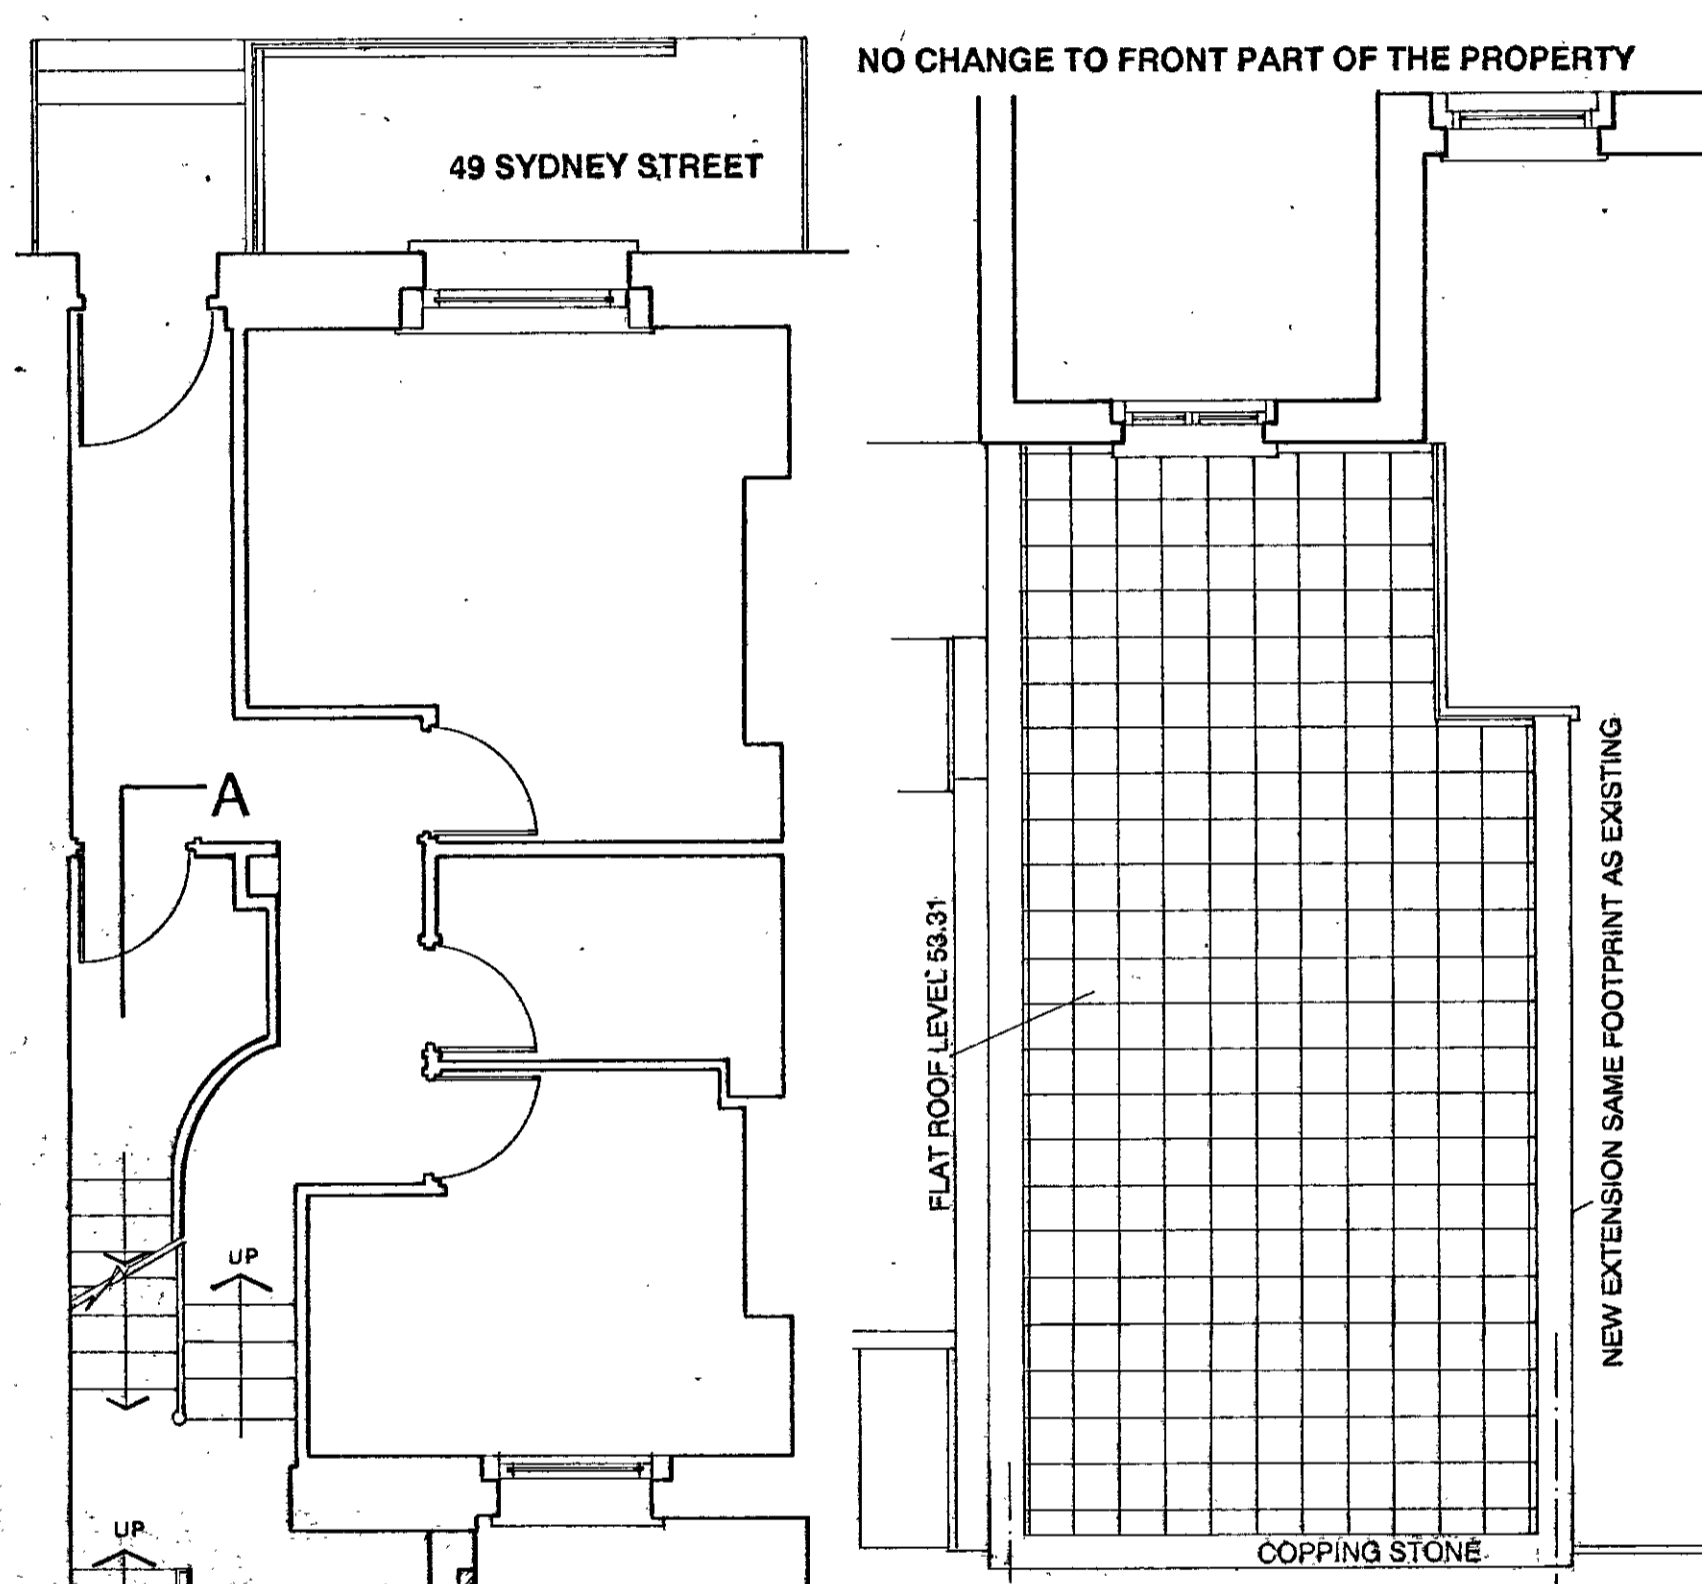 NO CHANGE TO FRONT PART OF THE PROPERTY
49 SYDNEY STREET
A
FLAT ROOF LEVEL 53.31
NEW EXTENSION SAME FOOTPRINT AS EXISTING
UP
UP
COPPING STONE